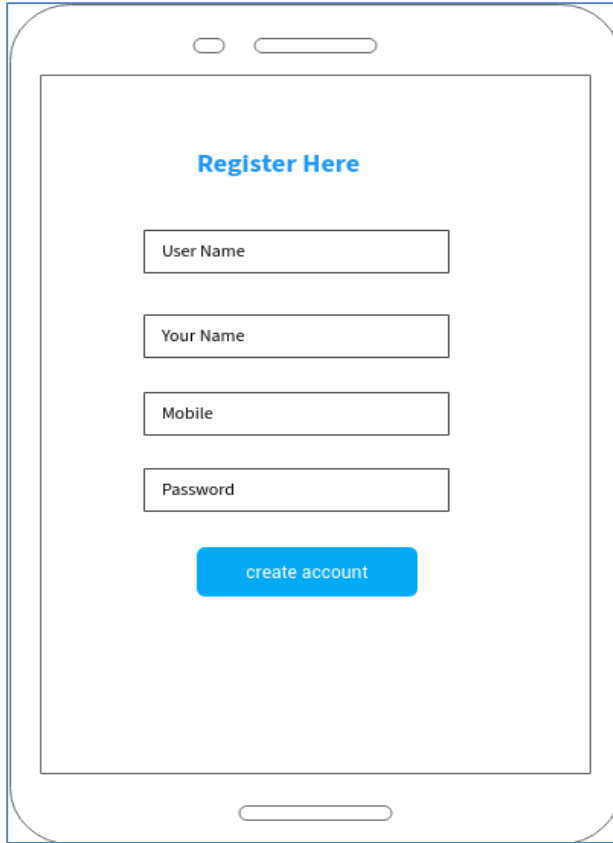 Register Here
User Name
Your Name
Mobile
Password
create account